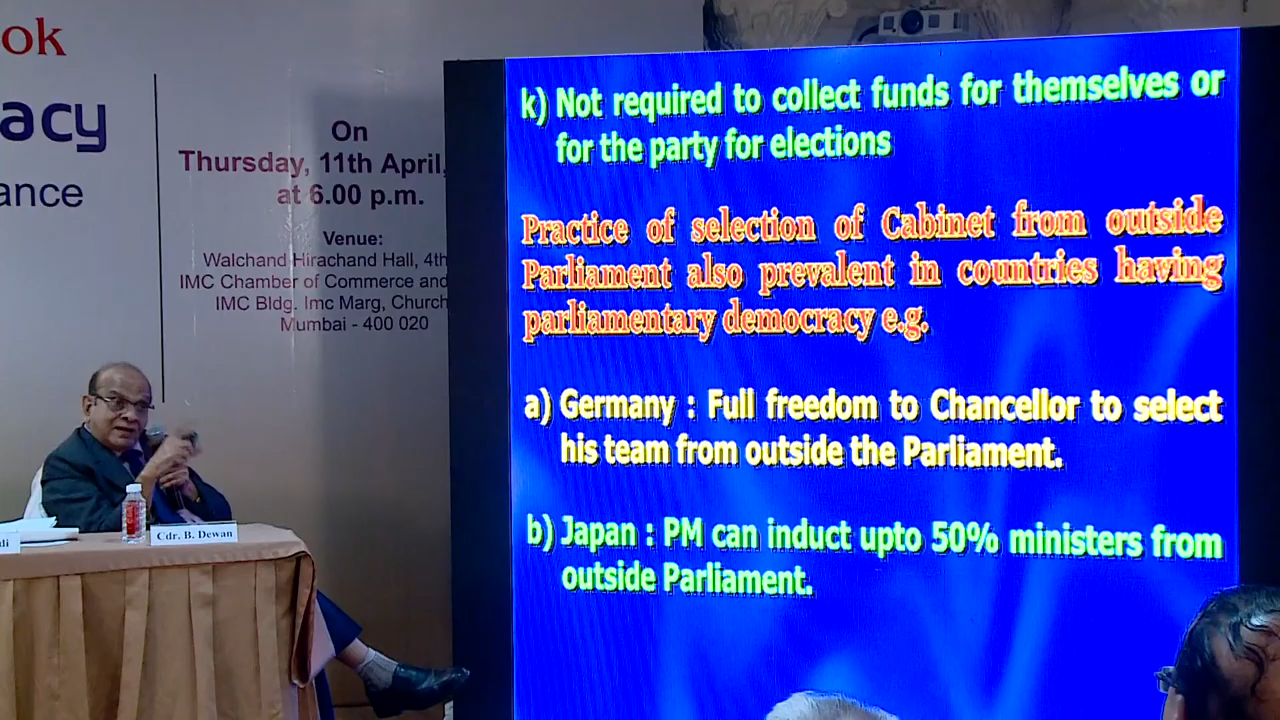 ok
acy
ance
On
Thursday, 11th April,
at 6.00 p.m.
Venue:
Walchand Hirachand Hall, 4th
IMC Chamber of Commerce and
IMC Bldg. Imc Marg, Church
Mumbai - 400 020
di
Cdr. B. Dewan
k) Not required to collect funds for themselves or
for the party for elections
Practice of selection of Cabinet from outside
Parliament also prevalent in countries having
parliamentary democracy e.g.
a) Germany : Full freedom to Chancellor to select
his team from outside the Parliament.
b) Japan : PM can induct upto 50% ministers from
outside Parliament.